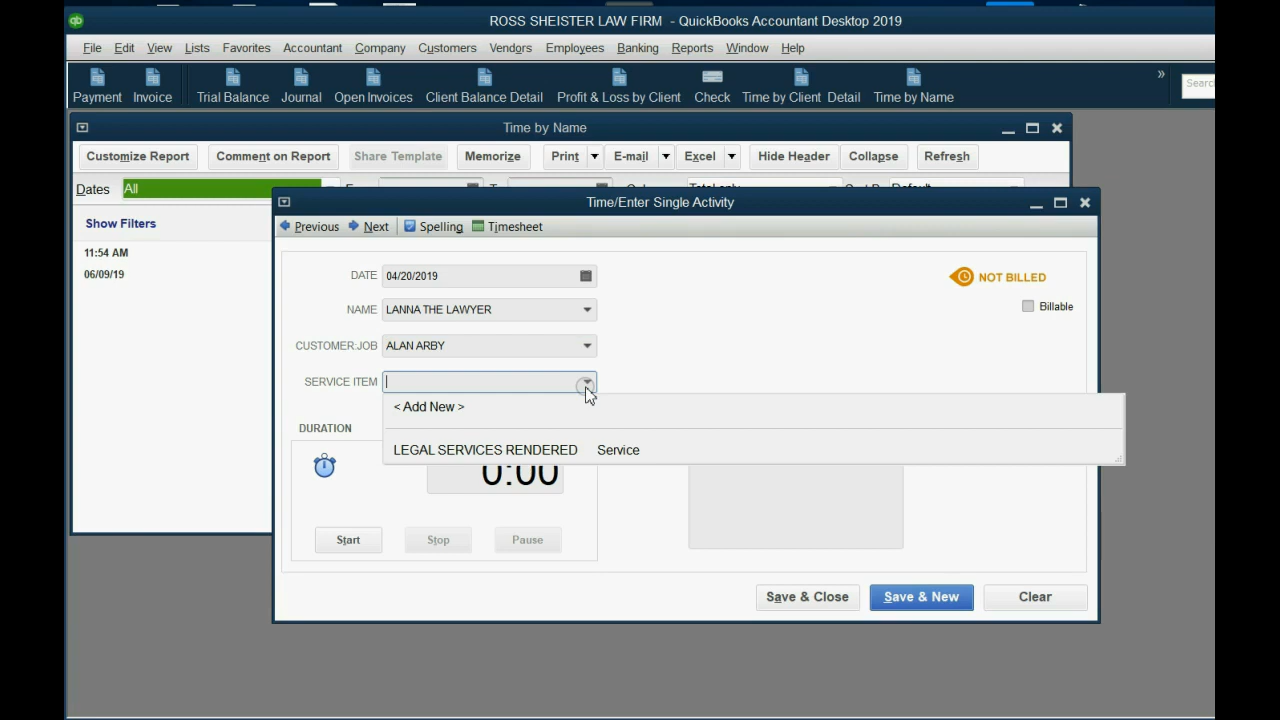 ROSS SHEISTER LAW FIRM - QuickBooks Accountant Desktop 2019
File Edit View Lists Favorites Accountant Company Customers Vendors Employees Banking Reports Window Help
Payment Invoice Trial Balance Journal Open Invoices Client Balance Detail Profit & Loss by Client Check Time by Client Detail Time by Name » Search
Time by Name
Customize Report Comment on Report Share Template Memorize Print E-mail Excel Hide Header Collapse Refresh
Dates All
Time/Enter Single Activity
Show Filters
Previous Next Spelling Timesheet
11:54 AM
06/09/19
DATE 04/20/2019
NOT BILLED
NAME LANNA THE LAWYER
Billable
CUSTOMER:JOB ALAN ARBY
SERVICE ITEM
< Add New >
DURATION
LEGAL SERVICES RENDERED Service
0:00
Start Stop Pause
Save & Close Save & New Clear